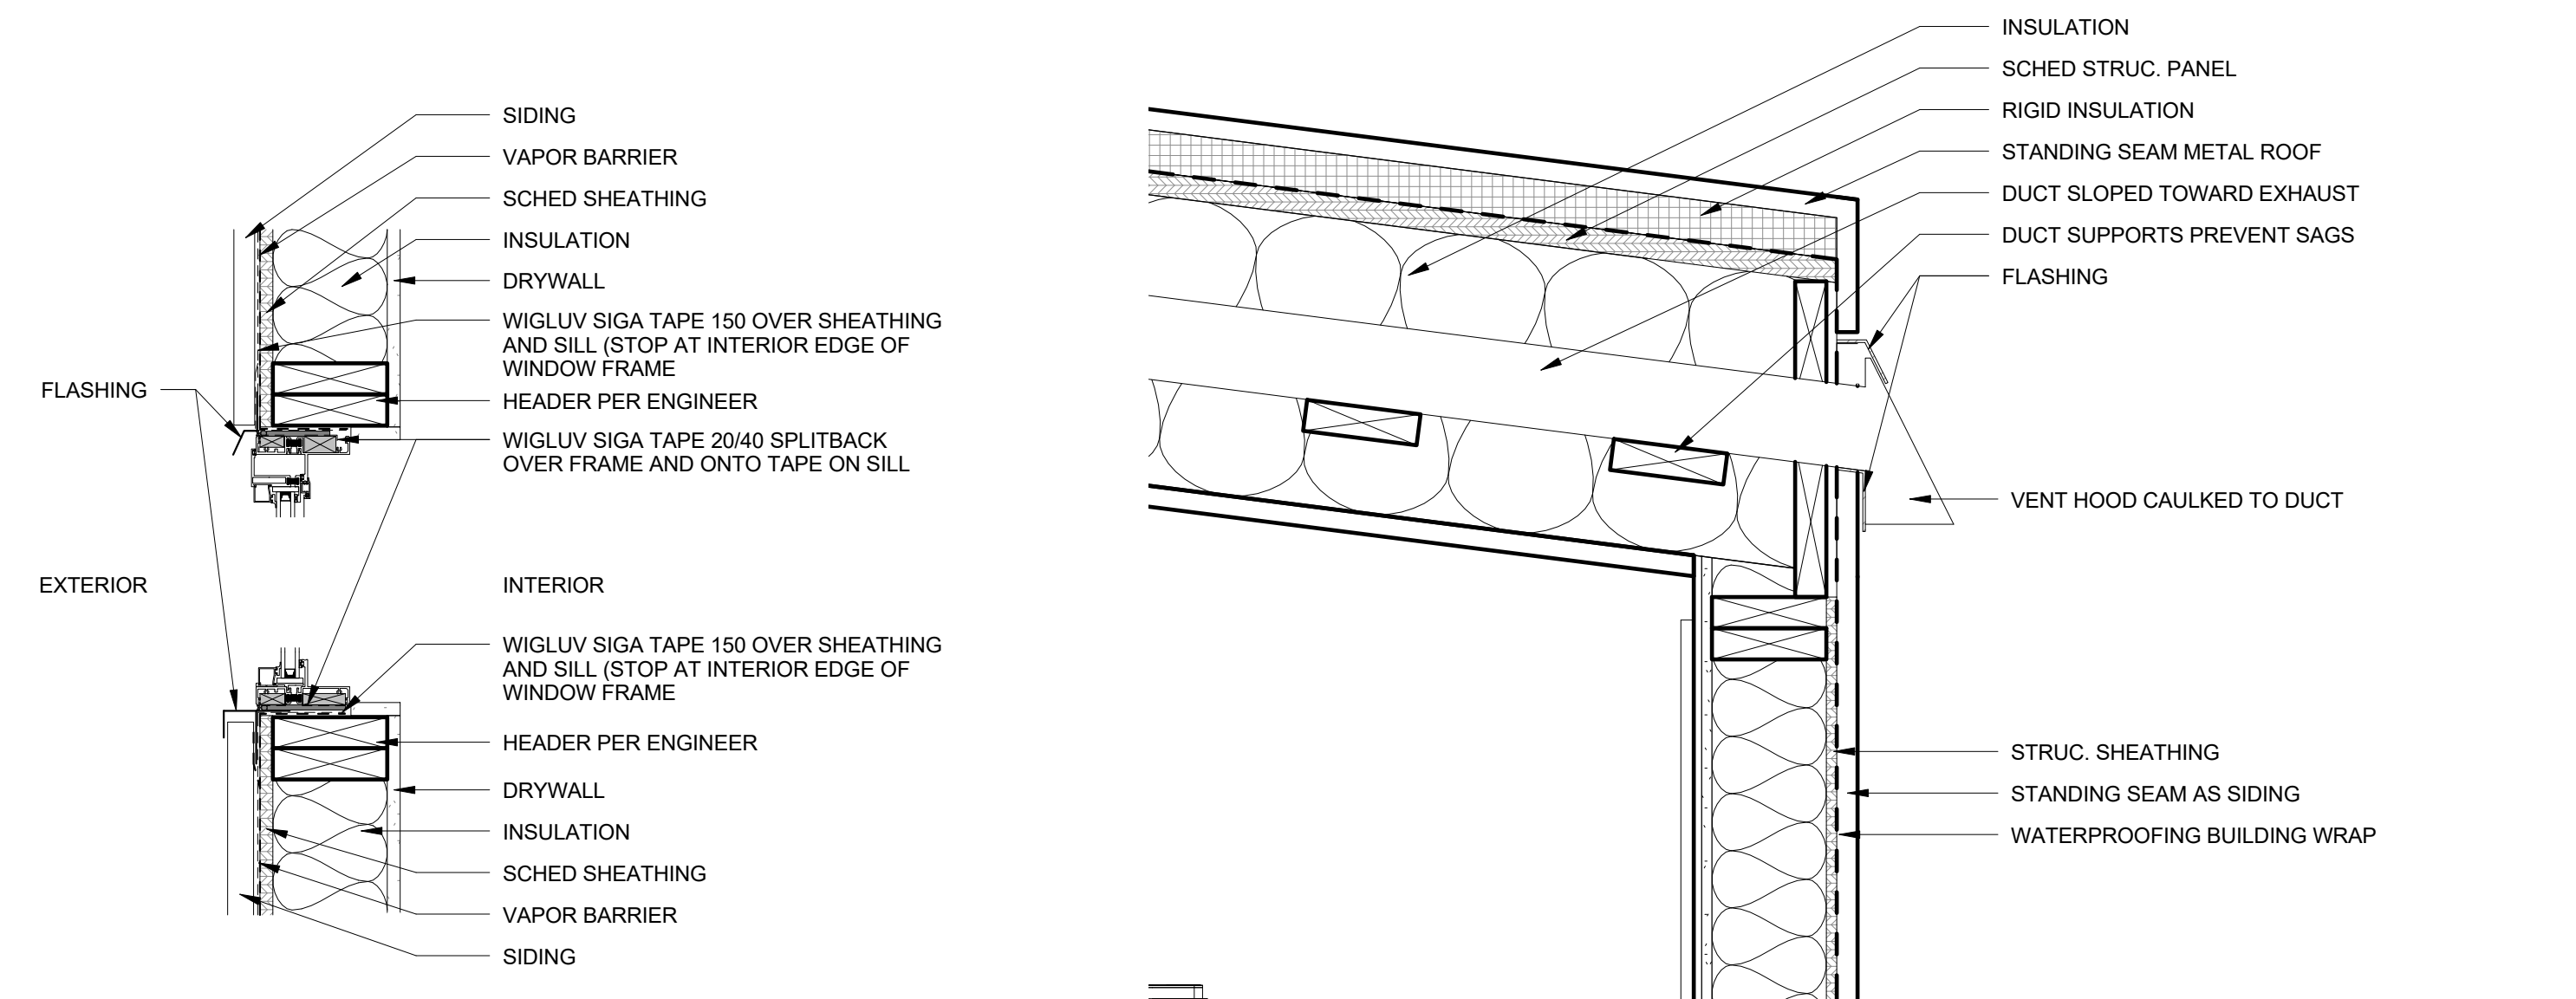 SIDING
VAPOR BARRIER
SCHED SHEATHING
INSULATION
DRYWALL
WIGLUV SIGA TAPE 150 OVER SHEATHING
AND SILL (STOP AT INTERIOR EDGE OF
WINDOW FRAME
FLASHING
HEADER PER ENGINEER
WIGLUV SIGA TAPE 20/40 SPLITBACK
OVER FRAME AND ONTO TAPE ON SILL
EXTERIOR
INTERIOR
WIGLUV SIGA TAPE 150 OVER SHEATHING
AND SILL (STOP AT INTERIOR EDGE OF
WINDOW FRAME
HEADER PER ENGINEER
DRYWALL
INSULATION
SCHED SHEATHING
VAPOR BARRIER
SIDING
INSULATION
SCHED STRUC. PANEL
RIGID INSULATION
STANDING SEAM METAL ROOF
DUCT SLOPED TOWARD EXHAUST
DUCT SUPPORTS PREVENT SAGS
FLASHING
VENT HOOD CAULKED TO DUCT
STRUC. SHEATHING
STANDING SEAM AS SIDING
WATERPROOFING BUILDING WRAP